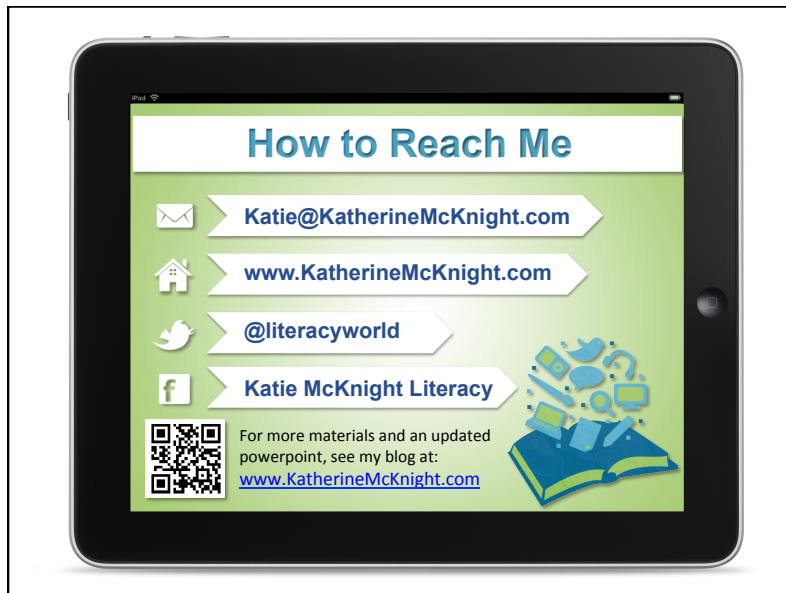 iPad
How to Reach Me
Katie@KatherineMcKnight.com
www.KatherineMcKnight.com
@literacyworld
f
Katie McKnight Literacy
For more materials and an updated
powerpoint, see my blog at:
www.KatherineMcKnight.com